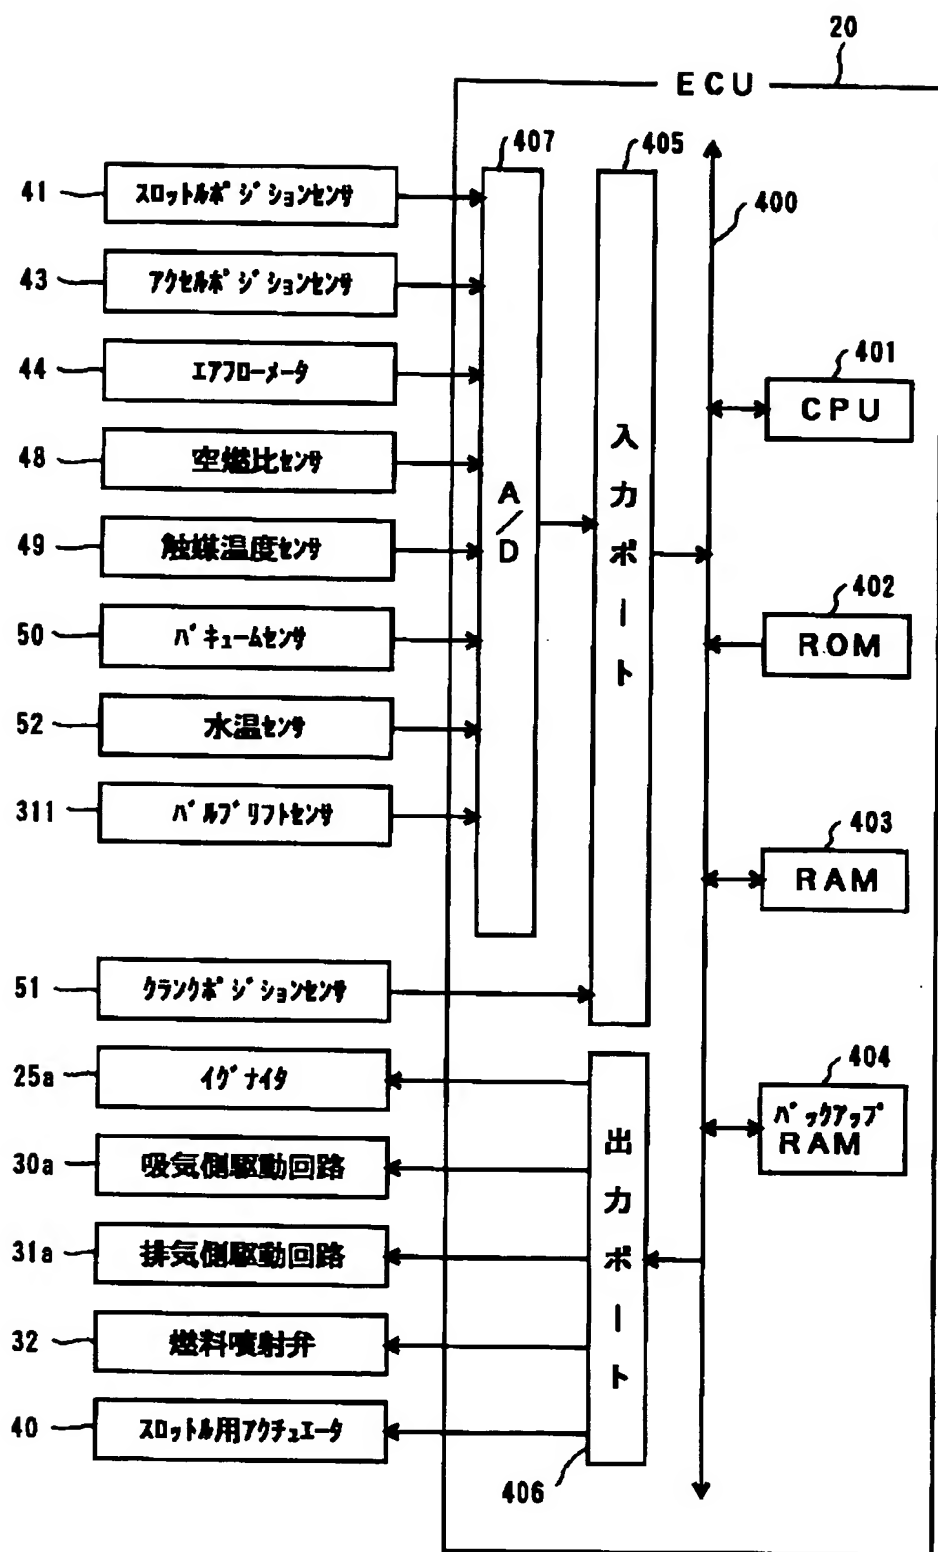 20
ECU
407
405
400
41 スロットルポジションセンサ
43 アクセルポジションセンサ
44 エアフローメータ
401
CPU
48 空燃比センサ
49 触媒温度センサ
A/D
入力ポート
50 バキュームセンサ
402
ROM
52 水温センサ
311 バルブリフトセンサ
403
RAM
51 クランクポジションセンサ
25a イグナイタ
404
バックアップ
RAM
30a 吸気側駆動回路
31a 排気側駆動回路
出力ポート
32 燃料噴射弁
40 スロットル用アクチュエータ
406